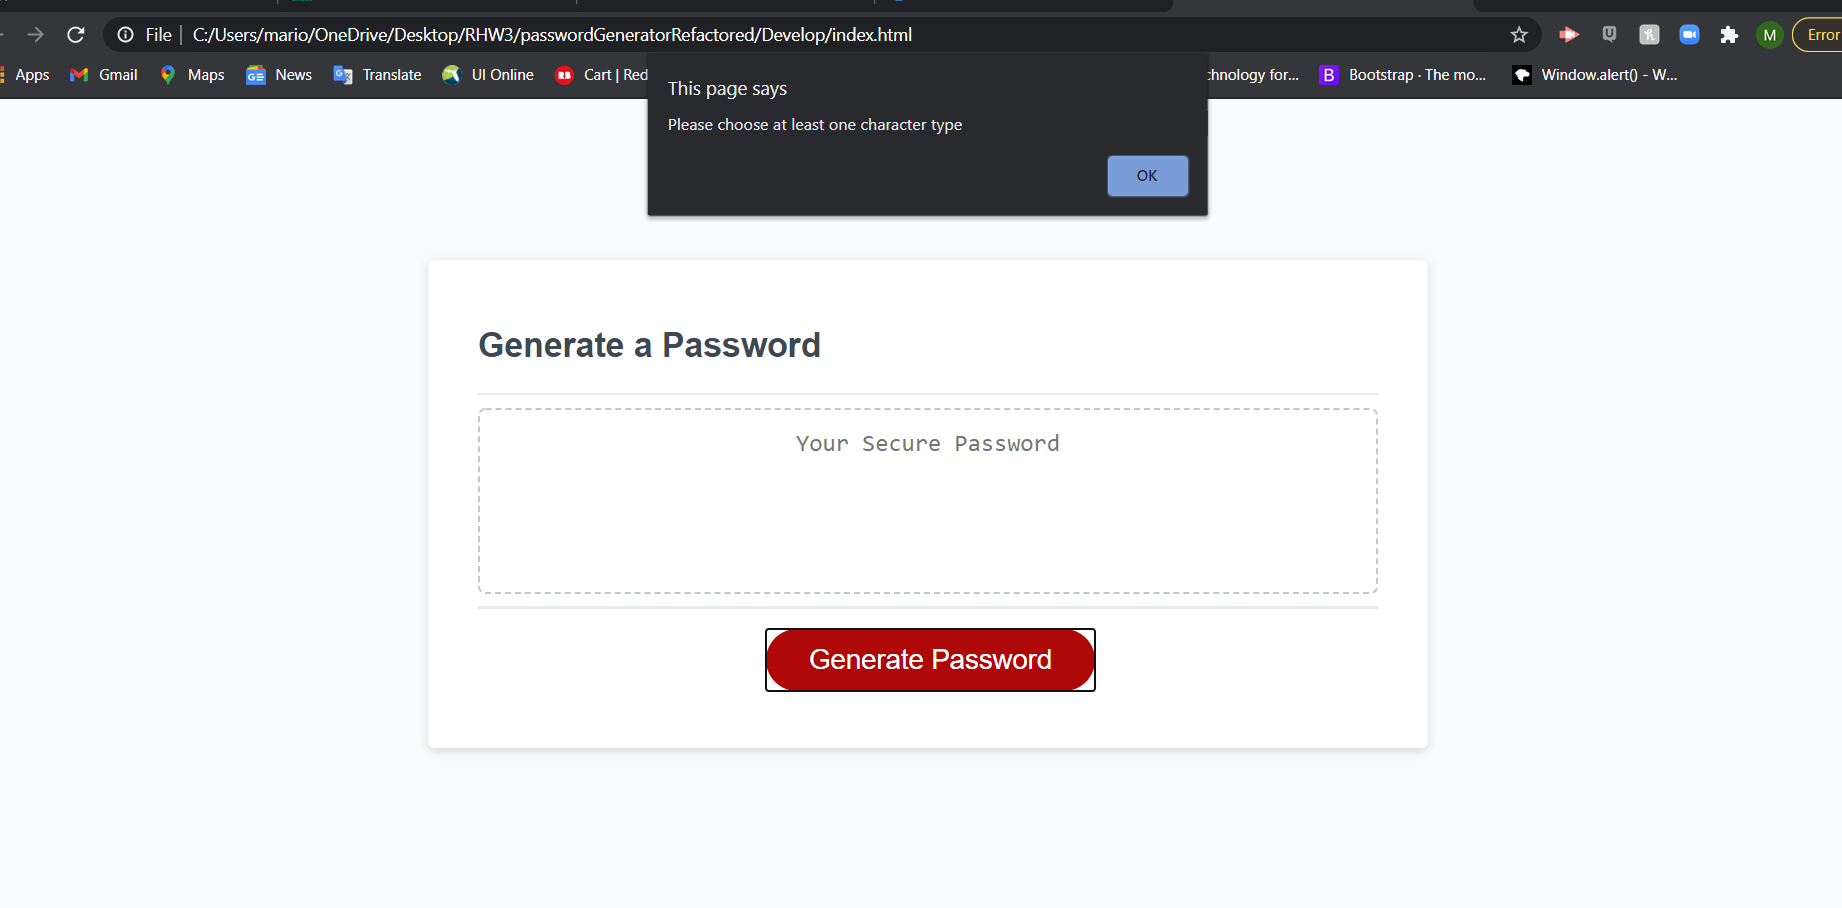 File | C:/Users/mario/OneDrive/Desktop/RHW3/passwordGeneratorRefactored/Develop/index.html
M
Error
Apps Gmail Maps GE News Translate UI Online RB Cart | Red chnology for... B Bootstrap · The mo... Window.alert() - W...
This page says
Please choose at least one character type
OK
Generate a Password
Your Secure Password
Generate Password